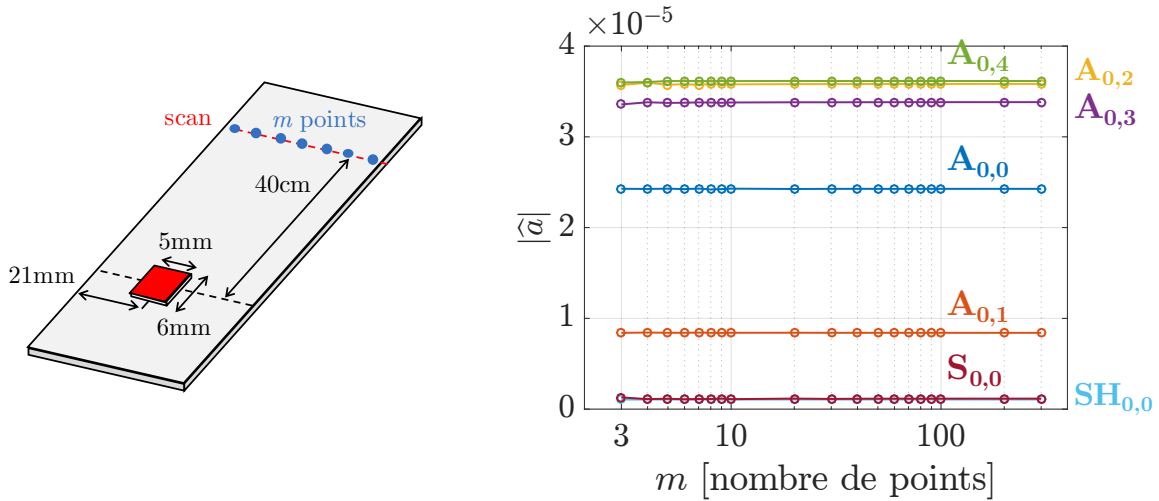 scan
m points
40cm
5mm
21mm
6mm
×10⁻⁵
4
3
2
1
0
|â|
A₀,₄
A₀,₂
A₀,₃
A₀,₀
A₀,₁
S₀,₀
SH₀,₀
3
10
100
m [nombre de points]